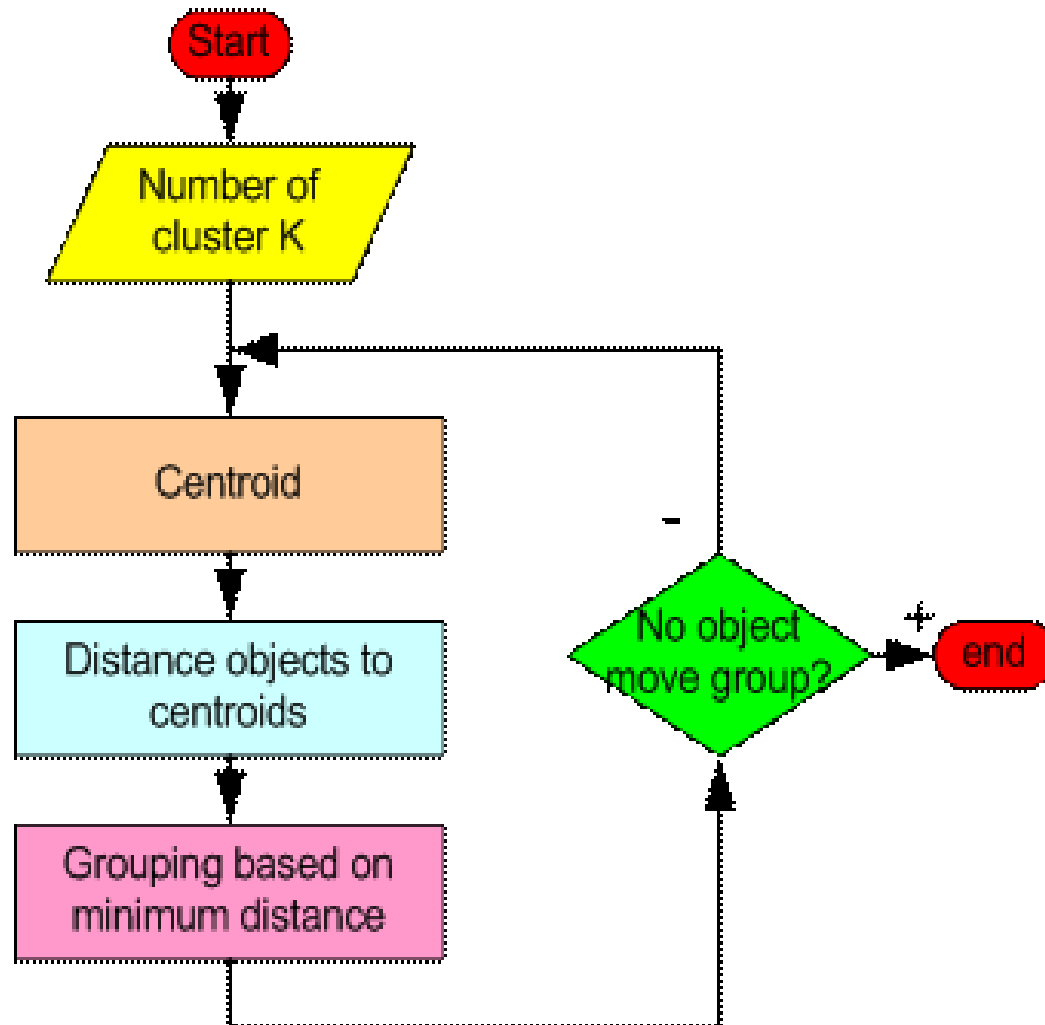 Start
Number of
cluster K
Centroid
Distance objects to
centroids
Grouping based on
minimum distance
-
No object
move group?
+
end